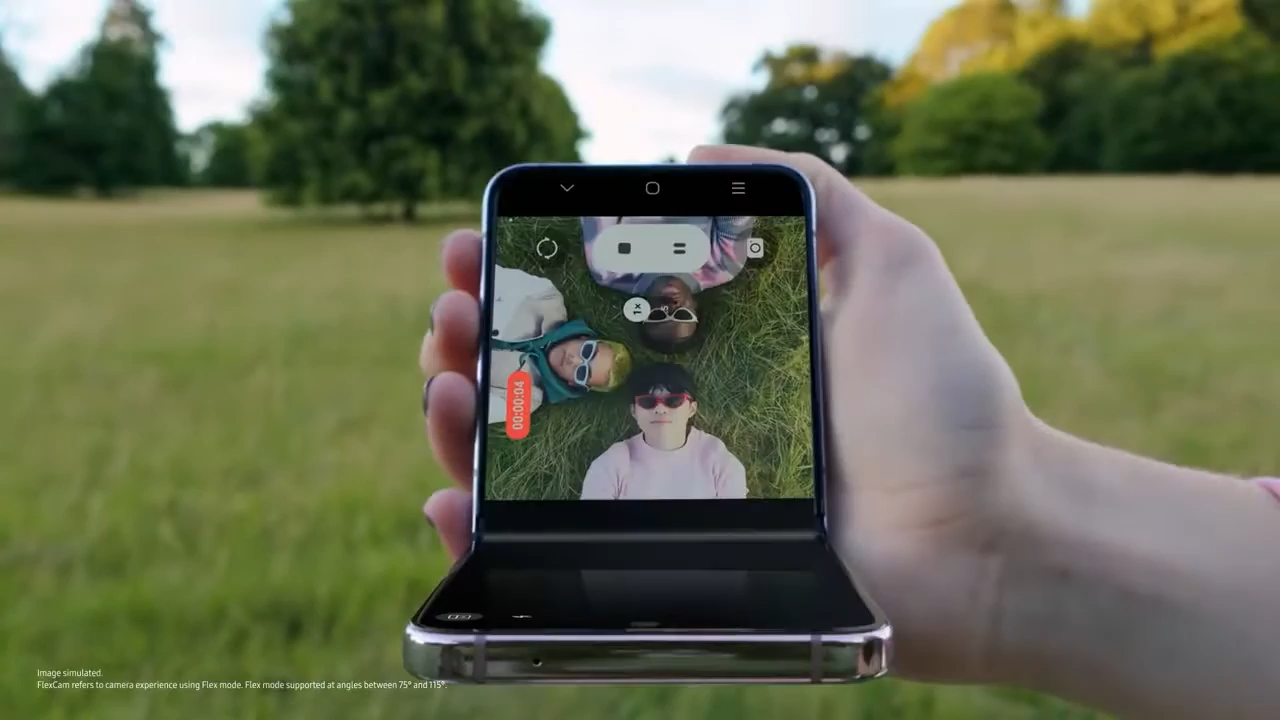 1x
00:00:04
Image simulated.
FlexCam refers to camera experience using Flex mode. Flex mode supported at angles between 75° and 115°.